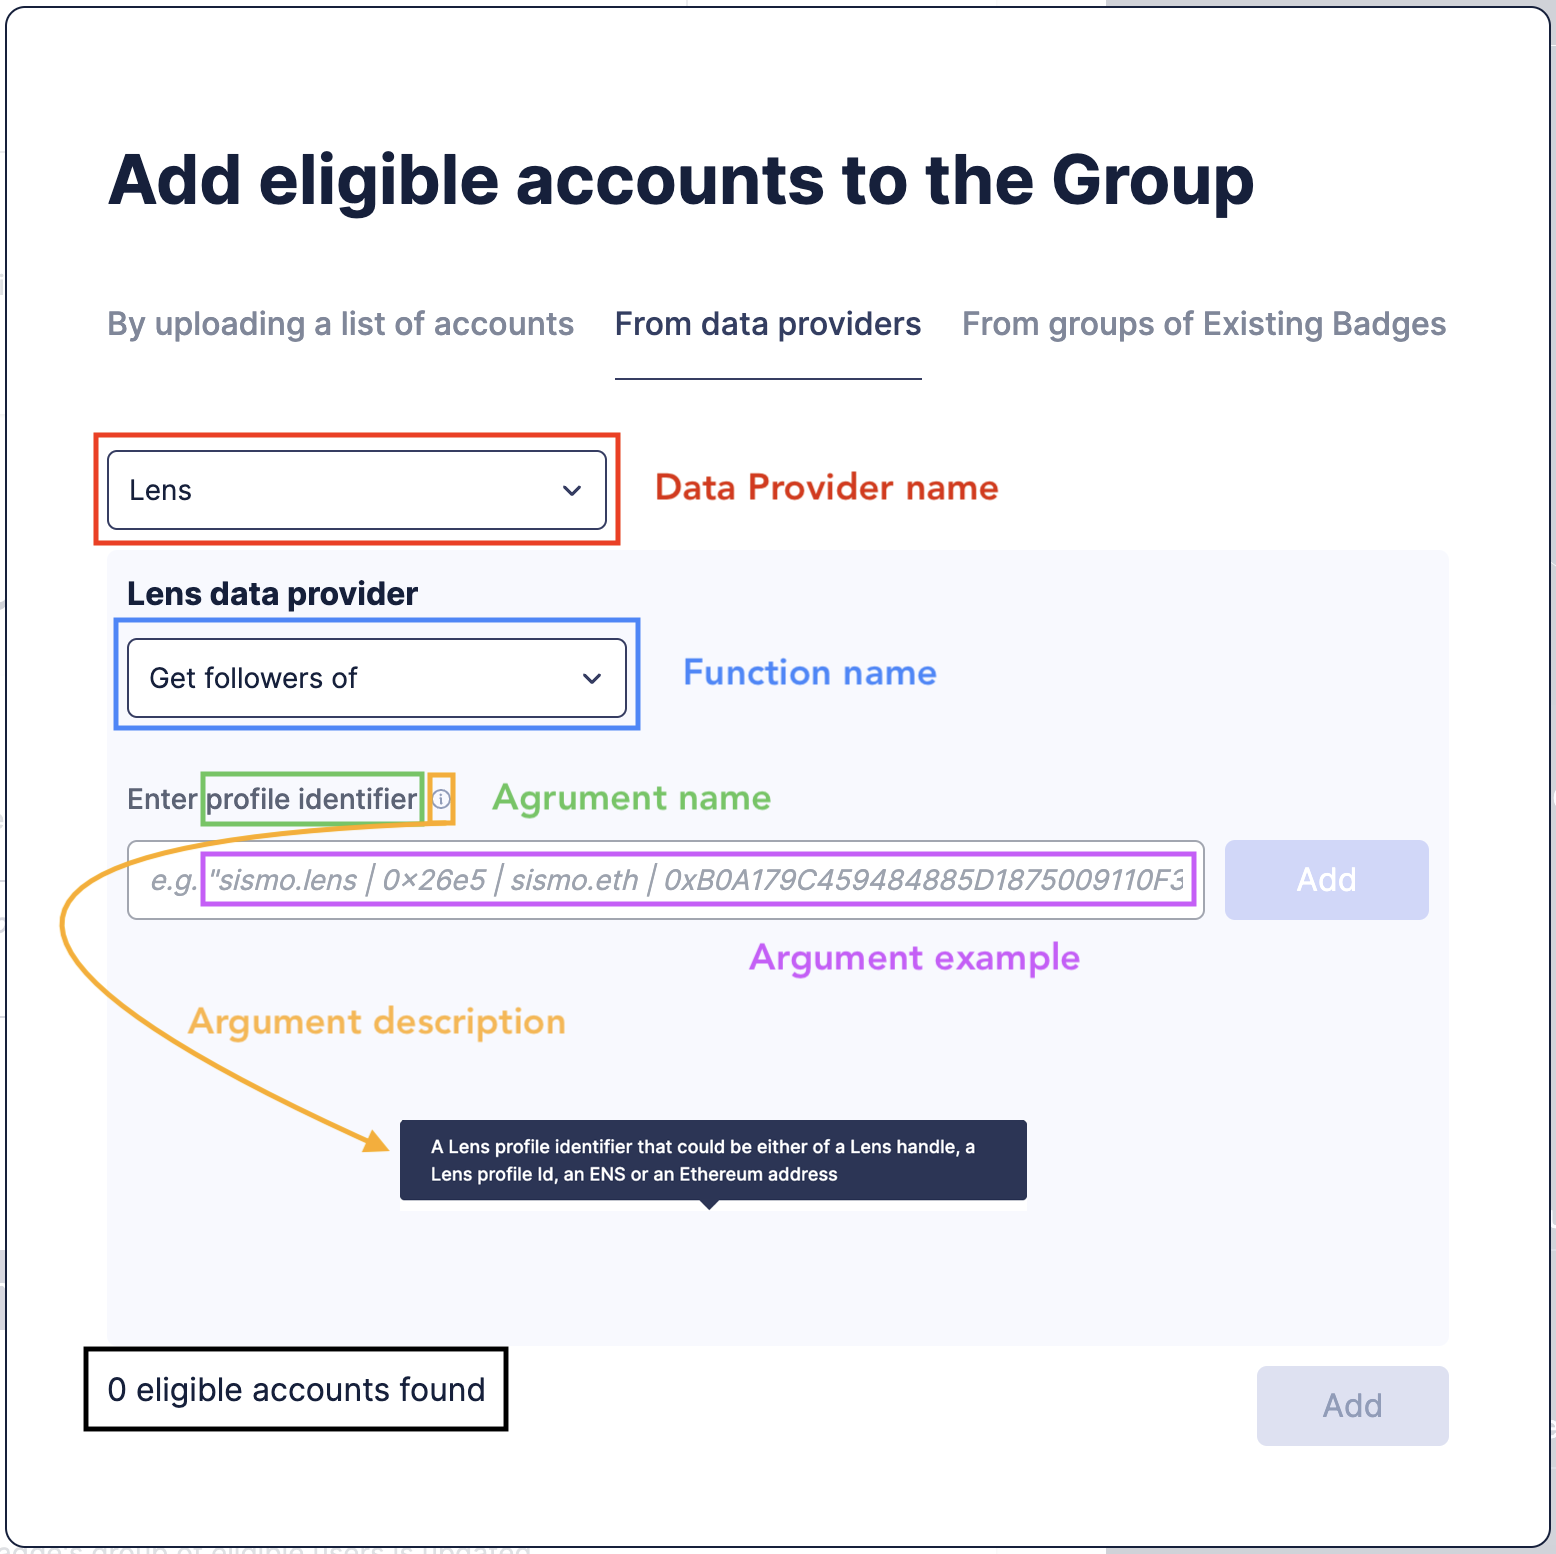 Add eligible accounts to the Group
By uploading a list of accounts From data providers From groups of Existing Badges
Lens Data Provider name
Lens data provider
Get followers of Function name
Enter profile identifier Agrument name
e.g. "sismo.lens | 0x26e5 | sismo.eth | 0xB0A179C459484885D1875009110F3 Add
Argument example
Argument description
A Lens profile identifier that could be either of a Lens handle, a
Lens profile Id, an ENS or an Ethereum address
0 eligible accounts found
Add